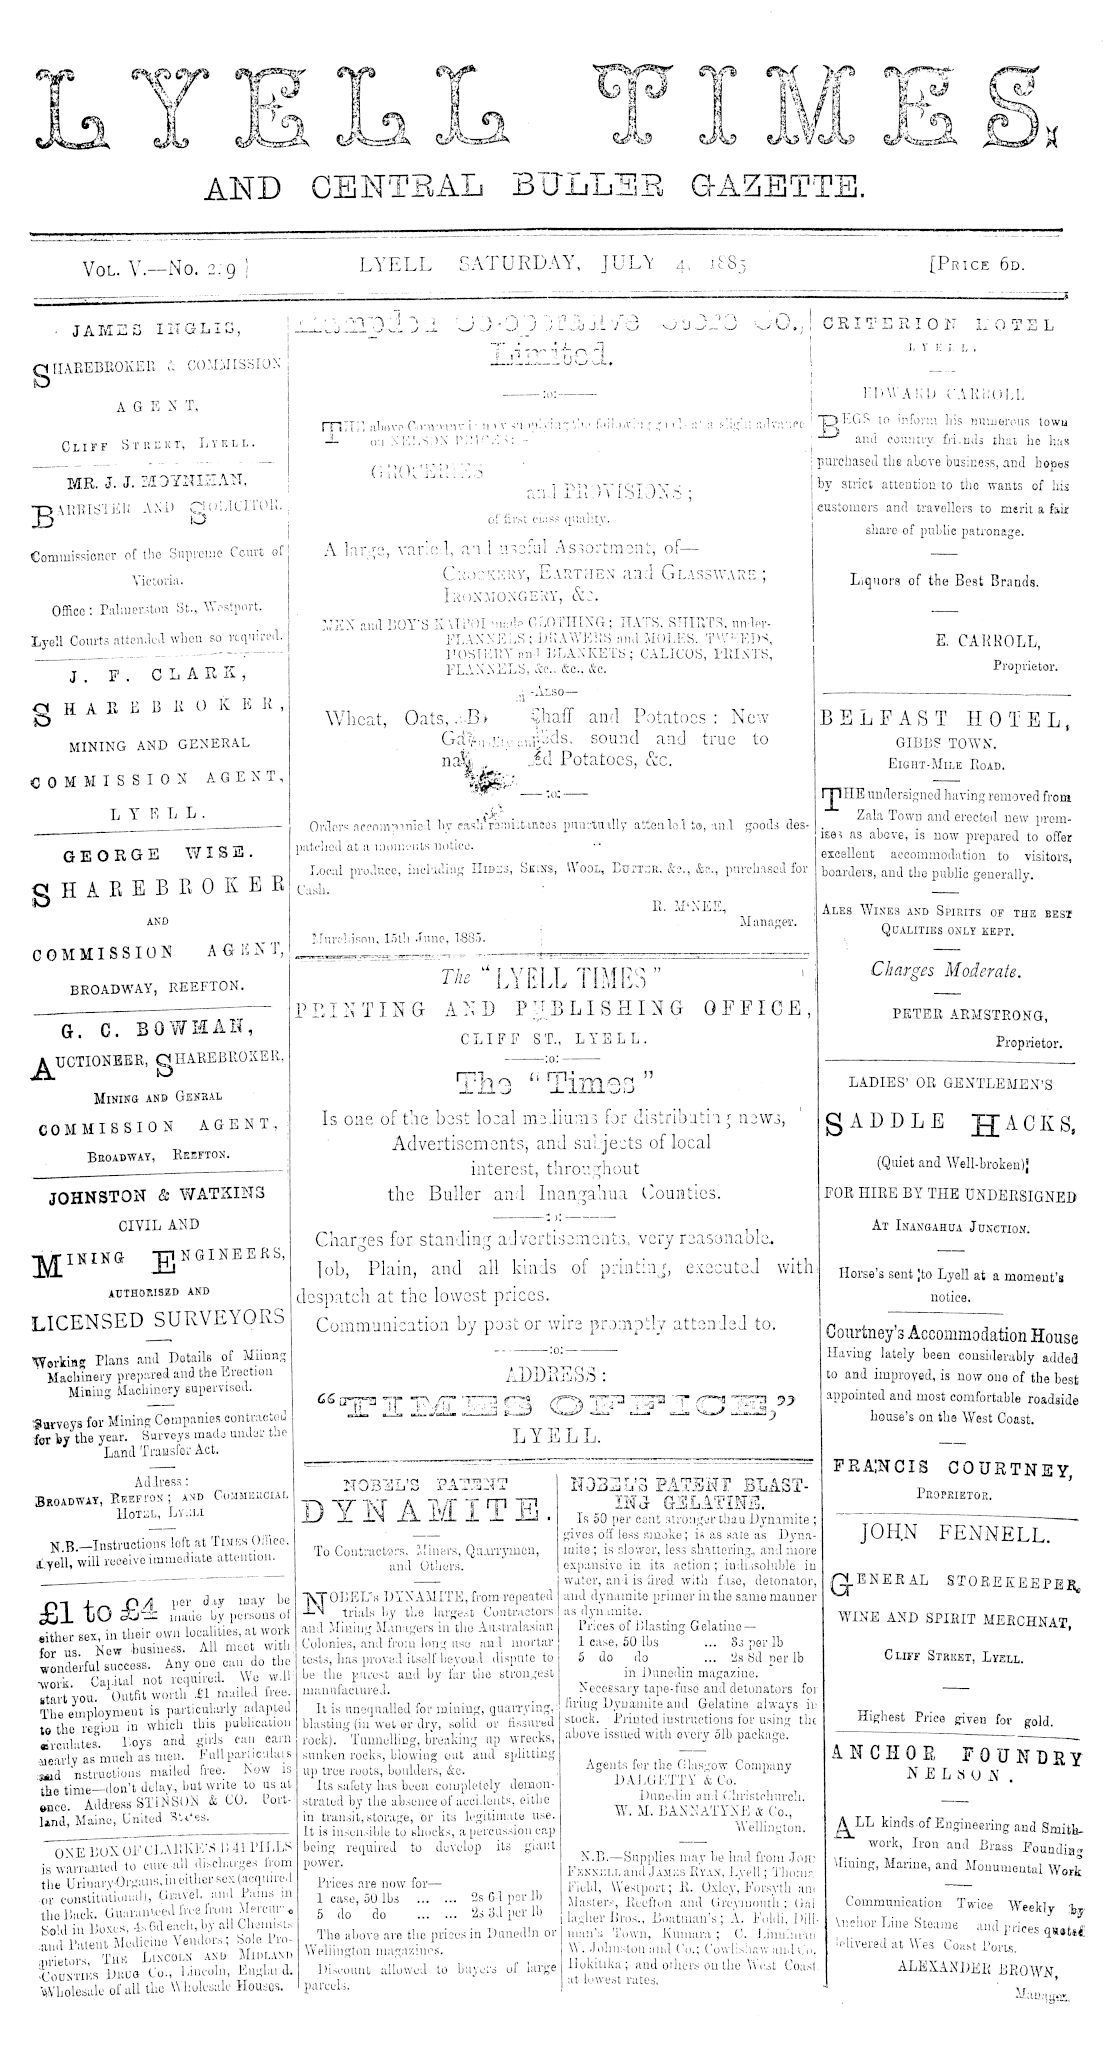 LYELL TIMES,
AND CENTRAL BULLER GAZETTE.
VOL. V.—No. 2 9 ]
LYELL SATURDAY, JULY 4, 1885
[PRICE 6D.
JAMES INGLIS,
SHAREBROKER & COMMISSION
AGENT,
CLIFF STREET, LYELL.
MR. J. J. MOYNIHAN,
BARRISTER AND SOLICITOR.
Commissioner of the Supreme Court of
Victoria.
Office: Palmerston St., Westport.
Lyell Courts attended when so required.
J. F. CLARK,
SHAREBROKER,
MINING AND GENERAL
COMMISSION AGENT,
LYELL.
GEORGE WISE.
SHAREBROKER
AND
COMMISSION AGENT,
BROADWAY, REEFTON.
G. C. BOWMAN,
AUCTIONEER, SHAREBROKER,
MINING AND GENRAL
COMMISSION AGENT,
BROADWAY, REEFTON.
JOHNSTON & WATKINS
CIVIL AND
MINING ENGINEERS,
AUTHORISED AND
LICENSED SURVEYORS
Working Plans and Details of Miinng
Machinery prepared and the Erection
Mining Machinery supervised.
Surveys for Mining Companies contracted
for by the year. Surveys made under the
Land Transfer Act.
Address:
BROADWAY, REEFTON; AND COMMERCIAL
HOTEL, LYELL
N.B.—Instructions left at TIMES Office,
Lyell, will receive immediate attention.
£1 to £4 per day may be
made by persons of
either sex, in their own localities, at work
for us. New business. All meet with
wonderful success. Any one can do the
work. Capital not required. We will
start you. Outfit worth £1 mailed free.
The employment is particularly adapted
to the region in which this publication
circulates. Boys and girls can earn
nearly as much as men. Full particulars
and nstructions mailed free. Now is
the time—don't delay, but write to us at
once. Address STINSON & CO. Port-
land, Maine, United States.
ONE BOX OF CLARKE'S B 41 PILLS
is warranted to cure all discharges from
the Urinary Organs, in either sex (acquired
or constitutional), Gravel, and Pains in
the Back. Guaranteed free from Mercury.
Sold in Boxes, 4s. 6d each, by all Chemists
and Patent Medicine Vendors; Sole Pro-
prietors, THE LINCOLN AND MIDLAND
COUNTIES DRUG Co., Lincoln, England.
Wholesale of all the Wholesale Houses.
Hampden Co-operative Store Co.,
Limited.
—:o:—
THE above Company is now supplying the following goods at a slight advance
on NELSON PRICES: —
GROCERIES
and PROVISIONS;
of first class quality.
A large, varied, and useful Assortment, of—
CROCKERY, EARTHEN and GLASSWARE;
IRONMONGERY, &c.
MEN and BOY'S KAIPOI made CLOTHING; HATS, SHIRTS, under-
FLANNELS; DRAWERS and MOLES, TWEEDS,
HOSIERY and BLANKETS; CALICOS, PRINTS,
FLANNELS, &c., &c., &c.
-ALSO—
Wheat, Oats, Chaff and Potatoes: New
sound and true to
Potatoes, &c.
—:o:—
Orders accompanied by cash remittances punctually attended to, and goods des-
patched at a moments notice.
Local produce, including HIDES, SKINS, WOOL, BUTTER, &c., &c., purchased for
Cash.
R. McNEE,
Manager.
Murchison, 15th June, 1885.
The "LYELL TIMES"
PRINTING AND PUBLISHING OFFICE,
CLIFF ST., LYELL.
—:o:—
The "Times"
Is one of the best local mediums for distributing news,
Advertisements, and subjects of local
interest, throughout
the Buller and Inangahua Counties.
—:o:—
Charges for standing advertisements, very reasonable.
Job, Plain, and all kinds of printing, executed with
despatch at the lowest prices.
Communication by post or wire promptly attended to.
—:o:—
ADDRESS:
"TIMES OFFICE,"
LYELL.
NOBEL'S PATENT
DYNAMITE.
To Contractors, Miners, Quarrymen,
and Others.
NOBEL'S DYNAMITE, from repeated
trials by the largest Contractors
and Mining Managers in the Australasian
Colonies, and from long use and mortar
tests, has proved itself beyond dispute to
be the purest and by far the strongest
manufactured.
It is unequalled for mining, quarrying,
blasting (in wet or dry, solid or fissured
rock). Tunnelling, breaking up wrecks,
sunken rocks, blowing out and splitting
up tree roots, boulders, &c.
Its safety has been completely demon-
strated by the absence of accidents, eithe
in transit, storage, or its legitimate use.
It is insensible to shocks, a percussion cap
being required to develop its giant
power.
Prices are now for—
1 case, 50 lbs ... ... 2s 6d per lb
5 do do ... ... 2s 3d per lb
The above are the prices in Dunedin or
Wellington magazines.
Discount allowed to buyers of large
parcels.
NOBEL'S PATENT BLAST-
ING GELATINE.
Is 50 per cent stronger than Dynamite;
gives off less smoke; is as safe as Dyna-
mite; is slower, less shattering, and more
expansive in its action; indissoluble in
water, and is fired with fuse, detonator,
and dynamite primer in the same manner
as dynamite.
Prices of Blasting Gelatine—
1 case, 50 lbs ... 3s per lb
5 do do ... 2s 8d per lb
in Dunedin magazine.
Necessary tape-fuse and detonators for
firing Dynamite and Gelatine always in
stock. Printed instructions for using the
above issued with every 5lb package.
Agents for the Glasgow Company
DALGETTY & Co.
Dunedin and Christchurch.
W. M. BANNATYNE & Co.,
Wellington.
N.B.—Supplies may be had from JOHN
FENNELL and JAMES RYAN, Lyell; Thomas
Field, Westport; R. Oxley, Forsyth and
Masters, Reefton and Greymouth; Gal
lagher Bros., Boatman's; A. Foldi, Dill-
man's Town, Kumara; C.
W. Johnston and Co.; Cowlishaw and Co.
Hokitika; and others on the West Coast
at lowest rates.
CRITERION HOTEL
LYELL.
EDWARD CARROLL
BEGS to inform his numerous town
and country friends that he has
purchased the above business, and hopes
by strict attention to the wants of his
customers and travellers to merit a fair
share of public patronage.
Liquors of the Best Brands.
E. CARROLL,
Proprietor.
BELFAST HOTEL,
GIBBS TOWN.
EIGHT-MILE ROAD.
THE undersigned having removed from
Zala Town and erected new prem-
ises as above, is now prepared to offer
excellent accommodation to visitors,
boarders, and the public generally.
ALES WINES AND SPIRITS OF THE BEST
QUALITIES ONLY KEPT.
Charges Moderate.
PETER ARMSTRONG,
Proprietor.
LADIES' OR GENTLEMEN'S
SADDLE HACKS,
(Quiet and Well-broken)
FOR HIRE BY THE UNDERSIGNED
AT INANGAHUA JUNCTION.
Horse's sent to Lyell at a moment's
notice.
Courtney's Accommodation House
Having lately been considerably added
to and improved, is now one of the best
appointed and most comfortable roadside
house's on the West Coast.
FRANCIS COURTNEY,
PROPRIETOR.
JOHN FENNELL.
GENERAL STOREKEEPER,
WINE AND SPIRIT MERCHNAT,
CLIFF STREET, LYELL.
Highest Price given for gold.
ANCHOR FOUNDRY
NELSON.
ALL kinds of Engineering and Smith-
work, Iron and Brass Founding
Mining, Marine, and Monumental Work
Communication Twice Weekly by
Anchor Line Steame and prices quoted
delivered at Wes Coast Ports.
ALEXANDER BROWN,
Manager.